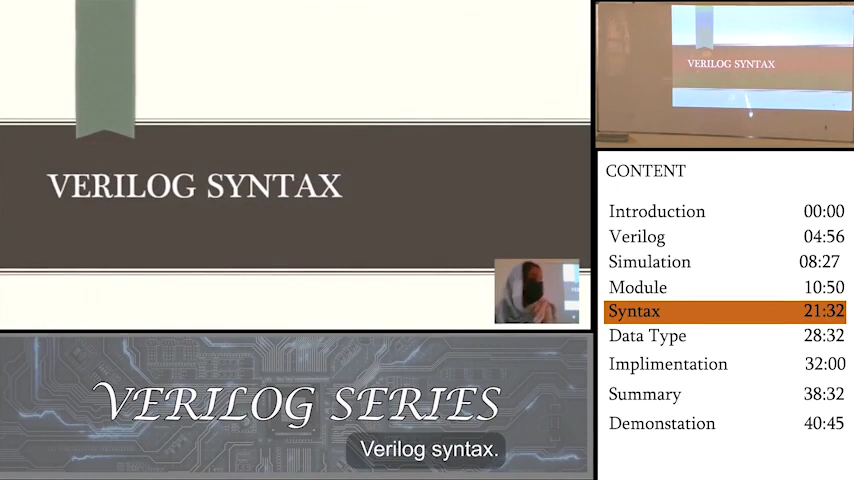 VERILOG SYNTAX
VERILOG SYNTAX
CONTENT
Introduction 00:00
Verilog 04:56
Simulation 08:27
Module 10:50
Syntax 21:32
Data Type 28:32
Implimentation 32:00
Summary 38:32
Demonstation 40:45
VERILOG SERIES
Verilog syntax.